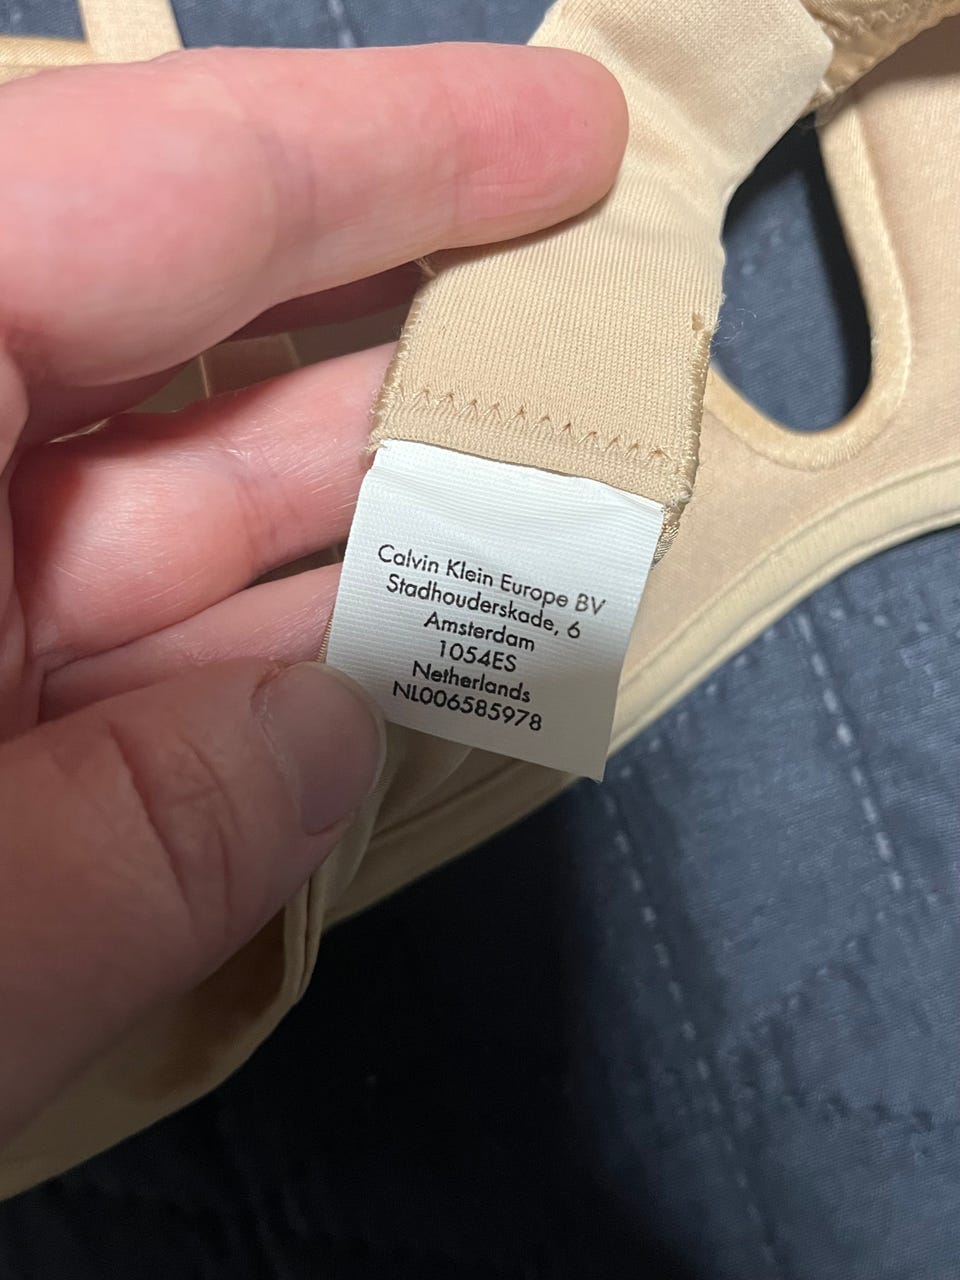 Calvin Klein Europe BV
Stadhouderskade, 6
Amsterdam
1054ES
Netherlands
NL006585978